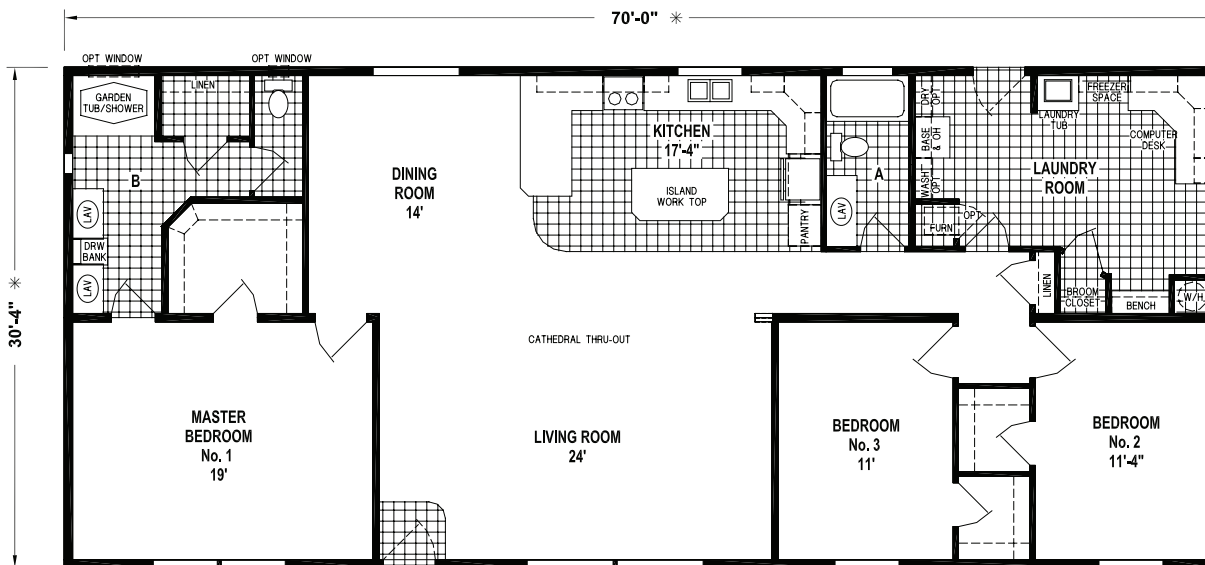 70'-0" ✳
OPT WINDOW
OPT WINDOW
GARDEN
TUB/SHOWER
LINEN
B
LAV
DRW
BANK
LAV
30'-4" ✳
DINING
ROOM
14'
KITCHEN
17'-4"
ISLAND
WORK TOP
PANTRY
A
LAV
DRY
OPT
BASE
& OH
WASH
OPT
FURN
OPT
LAUNDRY
TUB
FREEZER
SPACE
COMPUTER
DESK
LAUNDRY
ROOM
LINEN
BROOM
CLOSET
BENCH
W/H
CATHEDRAL THRU-OUT
MASTER
BEDROOM
No. 1
19'
LIVING ROOM
24'
BEDROOM
No. 3
11'
BEDROOM
No. 2
11'-4"